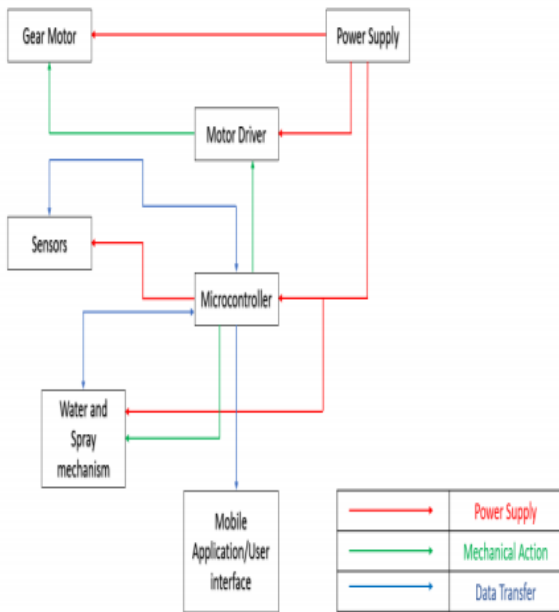 Gear Motor
Power Supply
Motor Driver
Sensors
Microcontroller
Water and
Spray
mechanism
Mobile
Application/User
interface
Power Supply
Mechanical Action
Data Transfer